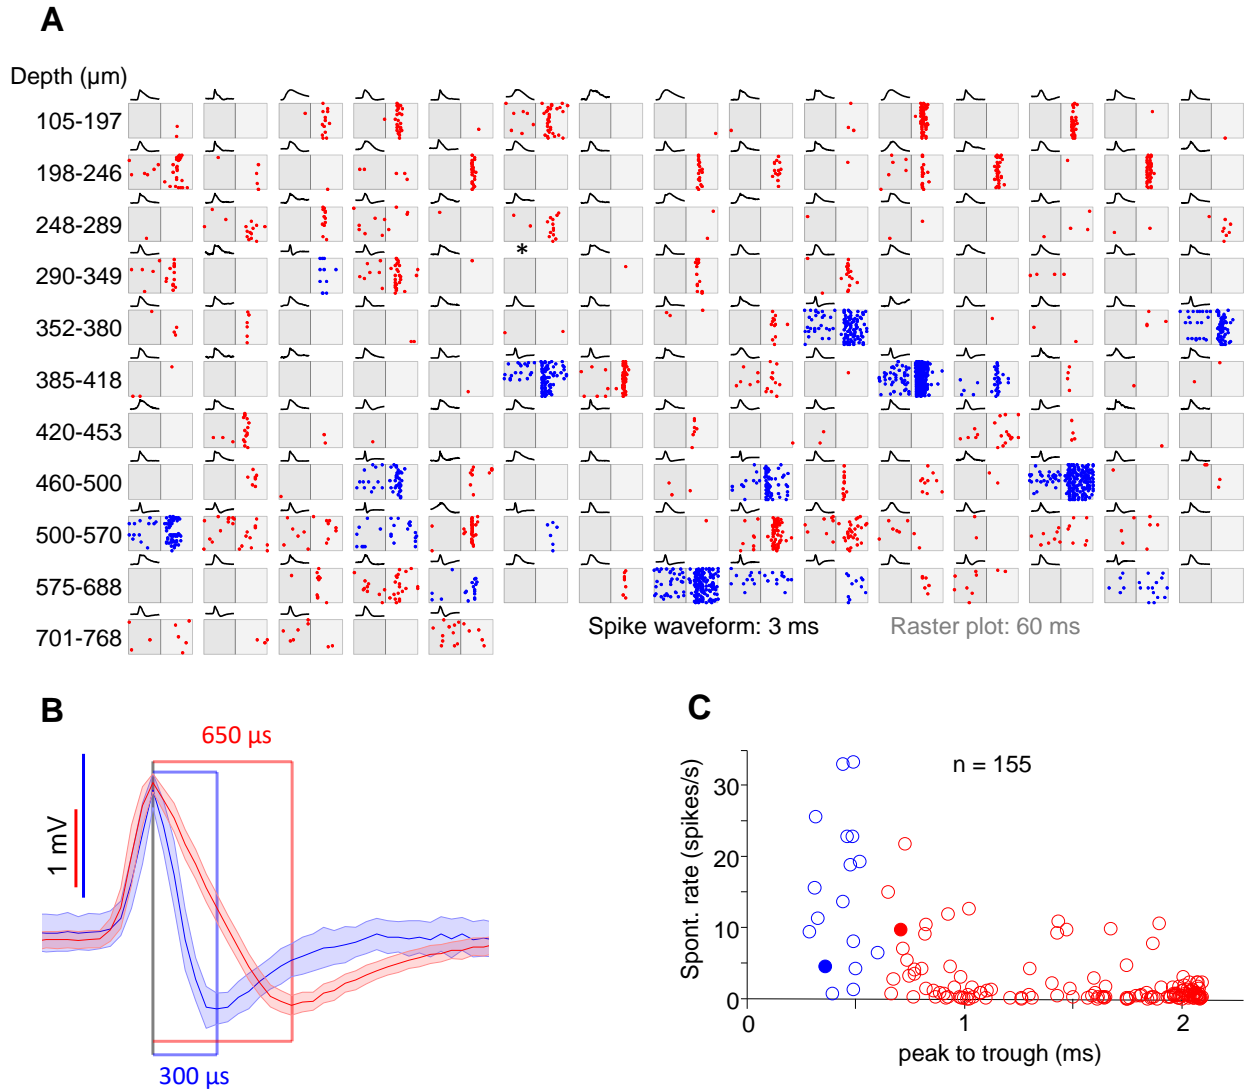 A
Depth (µm)
105-197
198-246
248-289
*
290-349
352-380
385-418
420-453
460-500
500-570
575-688
701-768
Spike waveform: 3 ms
Raster plot: 60 ms
B
650 µs
1 mV
300 µs
C
n = 155
Spont. rate (spikes/s)
30
20
10
0
0
1
2
peak to trough (ms)